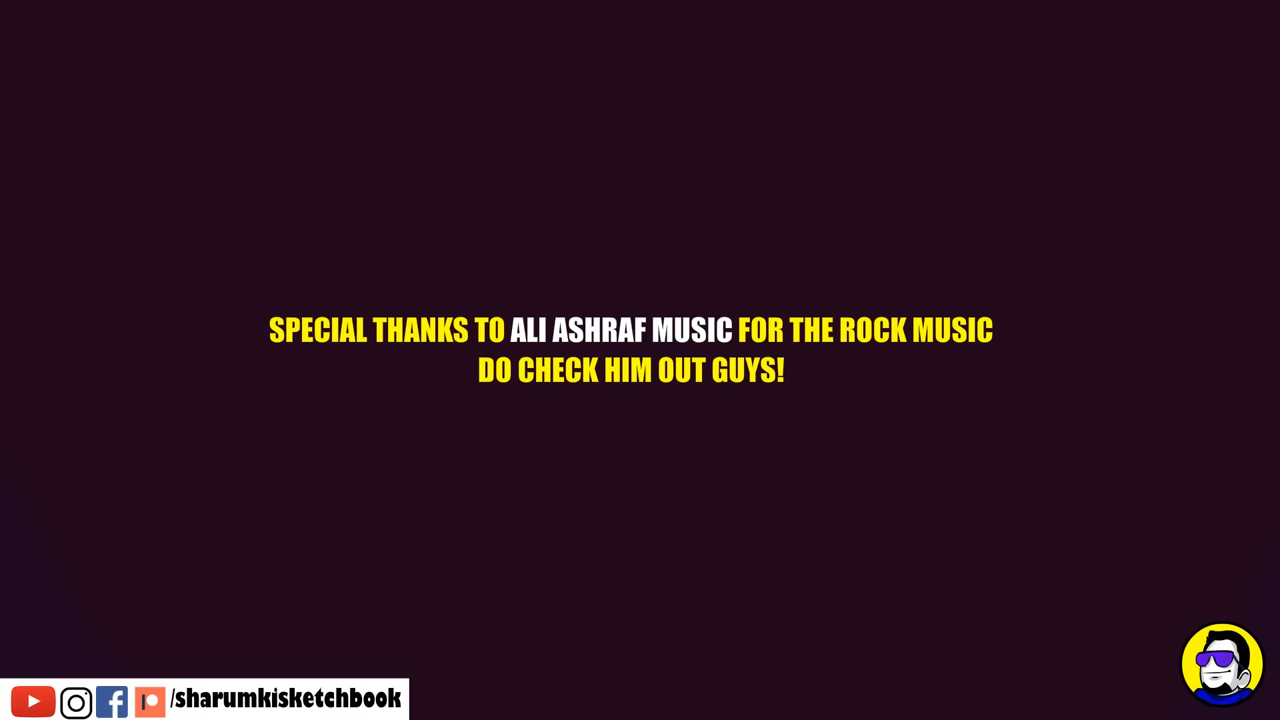 SPECIAL THANKS TO ALI ASHRAF MUSIC FOR THE ROCK MUSIC
DO CHECK HIM OUT GUYS!
/sharumkisketchbook